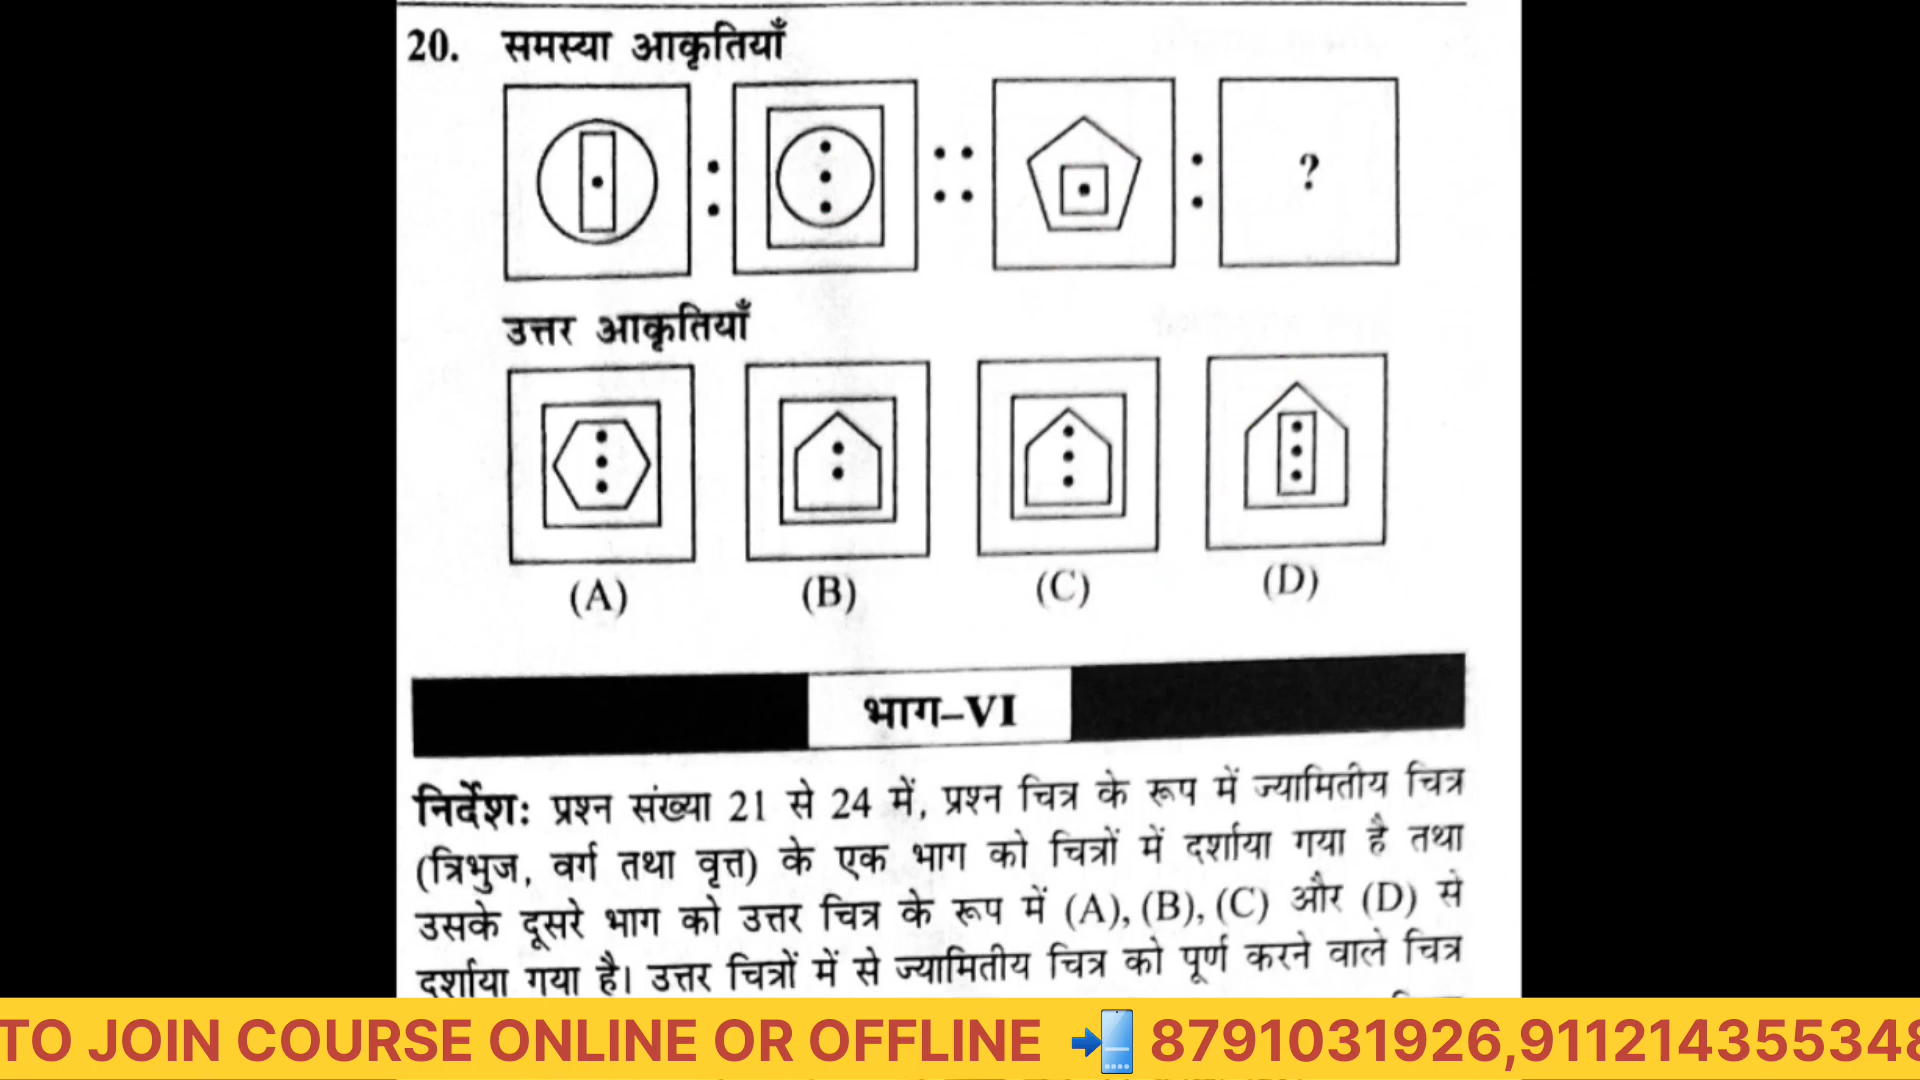 20. समस्या आकृतियाँ
?
उत्तर आकृतियाँ
(A) (B) (C) (D)
भाग–VI
निर्देशः प्रश्न संख्या 21 से 24 में, प्रश्न चित्र के रूप में ज्यामितीय चित्र
(त्रिभुज, वर्ग तथा वृत्त) के एक भाग को चित्रों में दर्शाया गया है तथा
उसके दूसरे भाग को उत्तर चित्र के रूप में (A), (B), (C) और (D) से
दर्शाया गया है। उत्तर चित्रों में से ज्यामितीय चित्र को पूर्ण करने वाले चित्र
TO JOIN COURSE ONLINE OR OFFLINE 📲 8791031926,911214355348